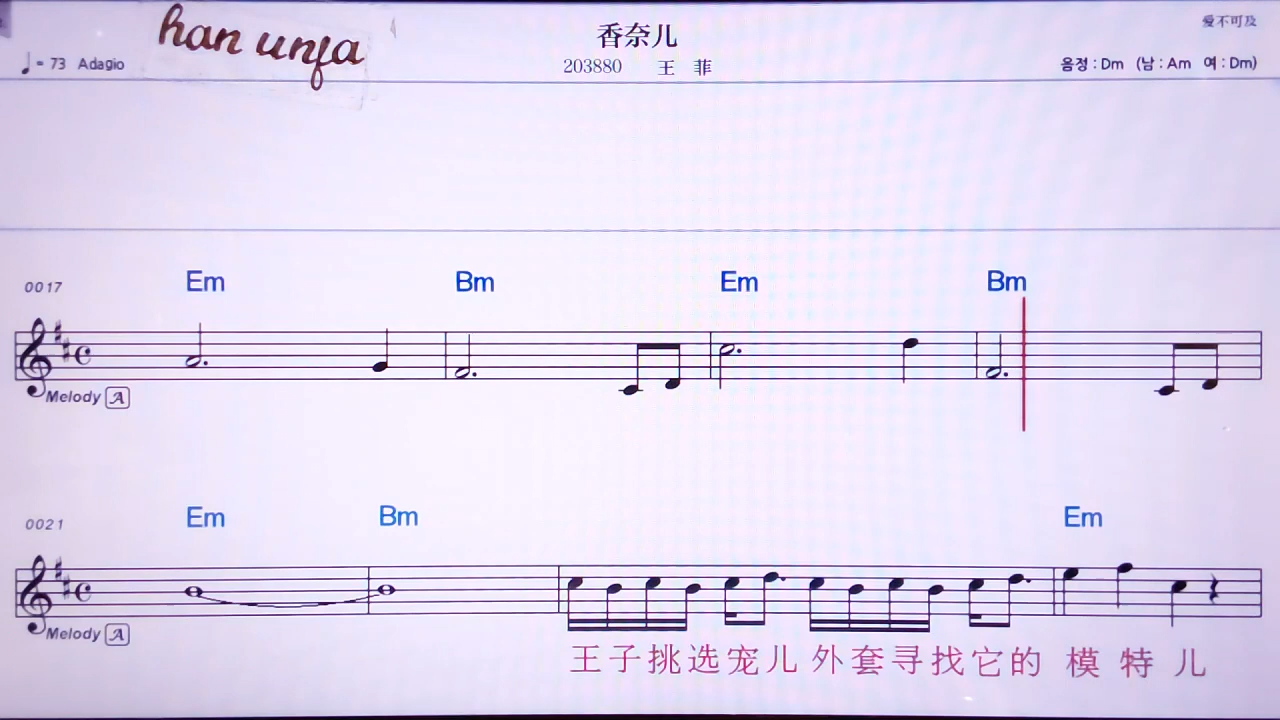 han unfa
香奈儿
爱不可及
♩ = 73 Adagio
203880 王 菲
음정 : Dm (남 : Am 여 : Dm)
0017 Em Bm Em Bm
Melody A
0021 Em Bm Em
Melody A
王子挑选宠儿 外套寻找它的 模 特 儿